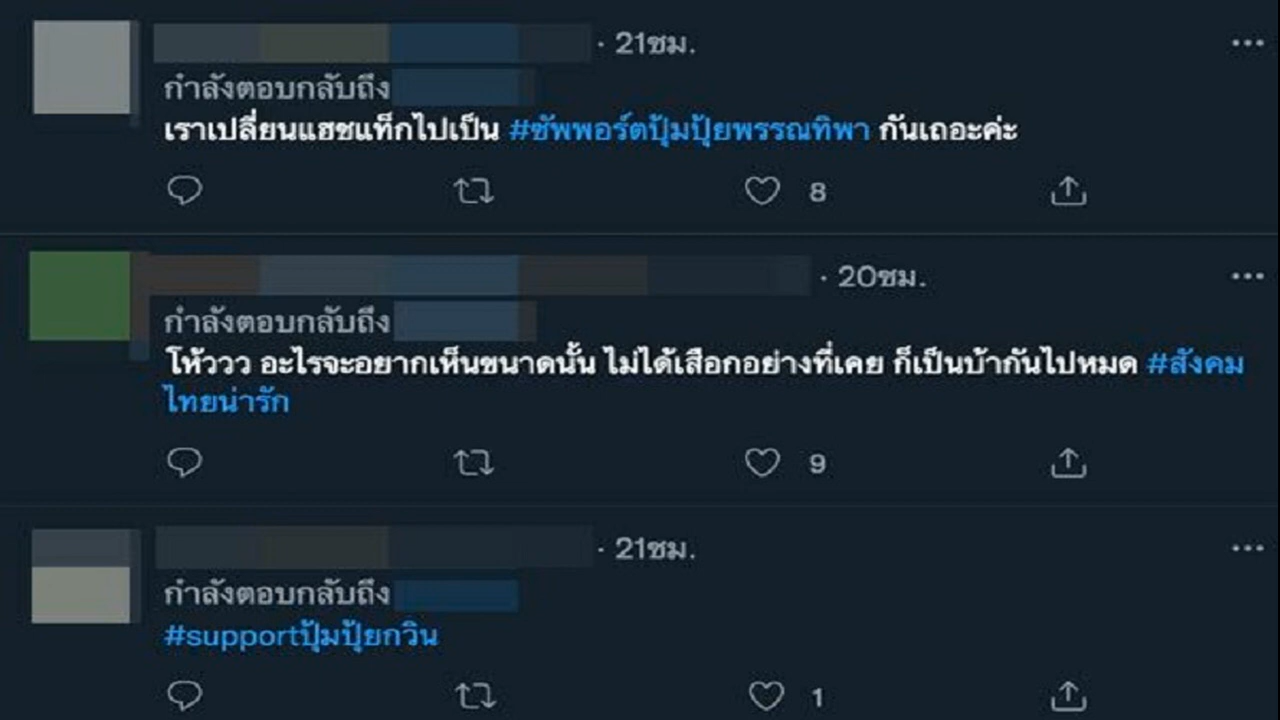 · 21ชม.
กำลังตอบกลับถึง
เราเปลี่ยนแฮชแท็กไปเป็น #ซัพพอร์ตปุ้มปุ้ยพรรณทิพา กันเถอะค่ะ
8
· 20ชม.
กำลังตอบกลับถึง
โห้ววว อะไรจะอยากเห็นขนาดนั้น ไม่ได้เสือกอย่างที่เคย ก็เป็นบ้ากันไปหมด #สังคม
ไทยน่ารัก
9
· 21ชม.
กำลังตอบกลับถึง
#supportปุ้มปุ้ยกวิน
1